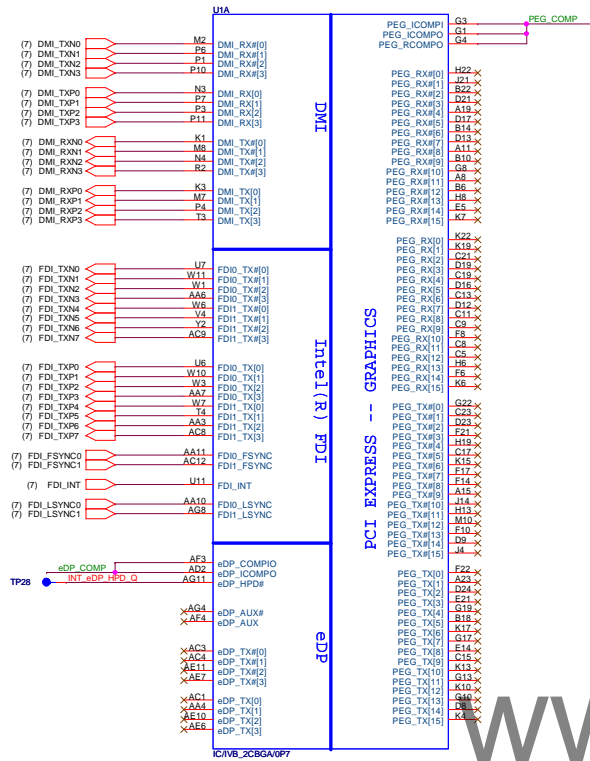 U1A
(7) DMI_TXN0 M2 DMI_RX#[0]
(7) DMI_TXN1 P6 DMI_RX#[1]
(7) DMI_TXN2 P1 DMI_RX#[2]
(7) DMI_TXN3 P10 DMI_RX#[3]
(7) DMI_TXP0 N3 DMI_RX[0]
(7) DMI_TXP1 P7 DMI_RX[1]
(7) DMI_TXP2 P3 DMI_RX[2]
(7) DMI_TXP3 P11 DMI_RX[3]
(7) DMI_RXN0 K1 DMI_TX#[0]
(7) DMI_RXN1 M8 DMI_TX#[1]
(7) DMI_RXN2 N4 DMI_TX#[2]
(7) DMI_RXN3 R2 DMI_TX#[3]
(7) DMI_RXP0 K3 DMI_TX[0]
(7) DMI_RXP1 M7 DMI_TX[1]
(7) DMI_RXP2 P4 DMI_TX[2]
(7) DMI_RXP3 T3 DMI_TX[3]
DMI
(7) FDI_TXN0 U7 FDI0_TX#[0]
(7) FDI_TXN1 W11 FDI0_TX#[1]
(7) FDI_TXN2 W1 FDI0_TX#[2]
(7) FDI_TXN3 AA6 FDI0_TX#[3]
(7) FDI_TXN4 W6 FDI1_TX#[0]
(7) FDI_TXN5 V4 FDI1_TX#[1]
(7) FDI_TXN6 Y2 FDI1_TX#[2]
(7) FDI_TXN7 AC9 FDI1_TX#[3]
(7) FDI_TXP0 U6 FDI0_TX[0]
(7) FDI_TXP1 W10 FDI0_TX[1]
(7) FDI_TXP2 W3 FDI0_TX[2]
(7) FDI_TXP3 AA7 FDI0_TX[3]
(7) FDI_TXP4 W7 FDI1_TX[0]
(7) FDI_TXP5 T4 FDI1_TX[1]
(7) FDI_TXP6 AA3 FDI1_TX[2]
(7) FDI_TXP7 AC8 FDI1_TX[3]
(7) FDI_FSYNC0 AA11 FDI0_FSYNC
(7) FDI_FSYNC1 AC12 FDI1_FSYNC
(7) FDI_INT U11 FDI_INT
(7) FDI_LSYNC0 AA10 FDI0_LSYNC
(7) FDI_LSYNC1 AG8 FDI1_LSYNC
Intel(R) FDI
AF3 eDP_COMPIO
eDP_COMP AD2 eDP_ICOMPO
TP28 INT_eDP_HPD_Q AG11 eDP_HPD#
AG4 eDP_AUX#
AF4 eDP_AUX
AC3 eDP_TX#[0]
AC4 eDP_TX#[1]
AE11 eDP_TX#[2]
AE7 eDP_TX#[3]
AC1 eDP_TX[0]
AA4 eDP_TX[1]
AE10 eDP_TX[2]
AE6 eDP_TX[3]
eDP
PCI EXPRESS -- GRAPHICS
PEG_ICOMPI G3 PEG_COMP
PEG_ICOMPO G1
PEG_RCOMPO G4
PEG_RX#[0] H22
PEG_RX#[1] J21
PEG_RX#[2] B22
PEG_RX#[3] D21
PEG_RX#[4] A19
PEG_RX#[5] D17
PEG_RX#[6] B14
PEG_RX#[7] D13
PEG_RX#[8] A11
PEG_RX#[9] B10
PEG_RX#[10] G8
PEG_RX#[11] A8
PEG_RX#[12] B6
PEG_RX#[13] H8
PEG_RX#[14] E5
PEG_RX#[15] K7
PEG_RX[0] K22
PEG_RX[1] K19
PEG_RX[2] C21
PEG_RX[3] D19
PEG_RX[4] C19
PEG_RX[5] D16
PEG_RX[6] C13
PEG_RX[7] D12
PEG_RX[8] C11
PEG_RX[9] C9
PEG_RX[10] F8
PEG_RX[11] C8
PEG_RX[12] C5
PEG_RX[13] H6
PEG_RX[14] F6
PEG_RX[15] K6
PEG_TX#[0] G22
PEG_TX#[1] C23
PEG_TX#[2] D23
PEG_TX#[3] F21
PEG_TX#[4] H19
PEG_TX#[5] C17
PEG_TX#[6] K15
PEG_TX#[7] F17
PEG_TX#[8] F14
PEG_TX#[9] A15
PEG_TX#[10] J14
PEG_TX#[11] H13
PEG_TX#[12] M10
PEG_TX#[13] F10
PEG_TX#[14] D9
PEG_TX#[15] J4
PEG_TX[0] F22
PEG_TX[1] A23
PEG_TX[2] D24
PEG_TX[3] E21
PEG_TX[4] G19
PEG_TX[5] B18
PEG_TX[6] K17
PEG_TX[7] G17
PEG_TX[8] E14
PEG_TX[9] C15
PEG_TX[10] K13
PEG_TX[11] G13
PEG_TX[12] K10
PEG_TX[13] G10
PEG_TX[14] D8
PEG_TX[15] K4
IC/IVB_2CBGA/0P7